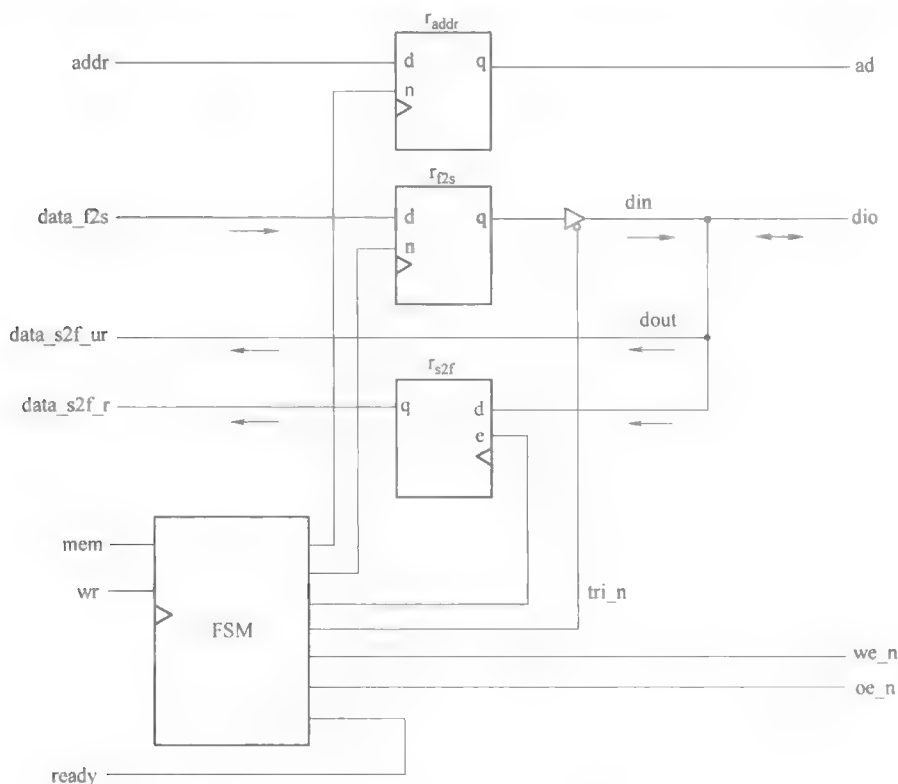 r_addr
addr d q ad
n
r_f2s
data_f2s d q din dio
n
data_s2f_ur dout
r_s2f
data_s2f_r q d
e
mem
wr tri_n
FSM
we_n
oe_n
ready